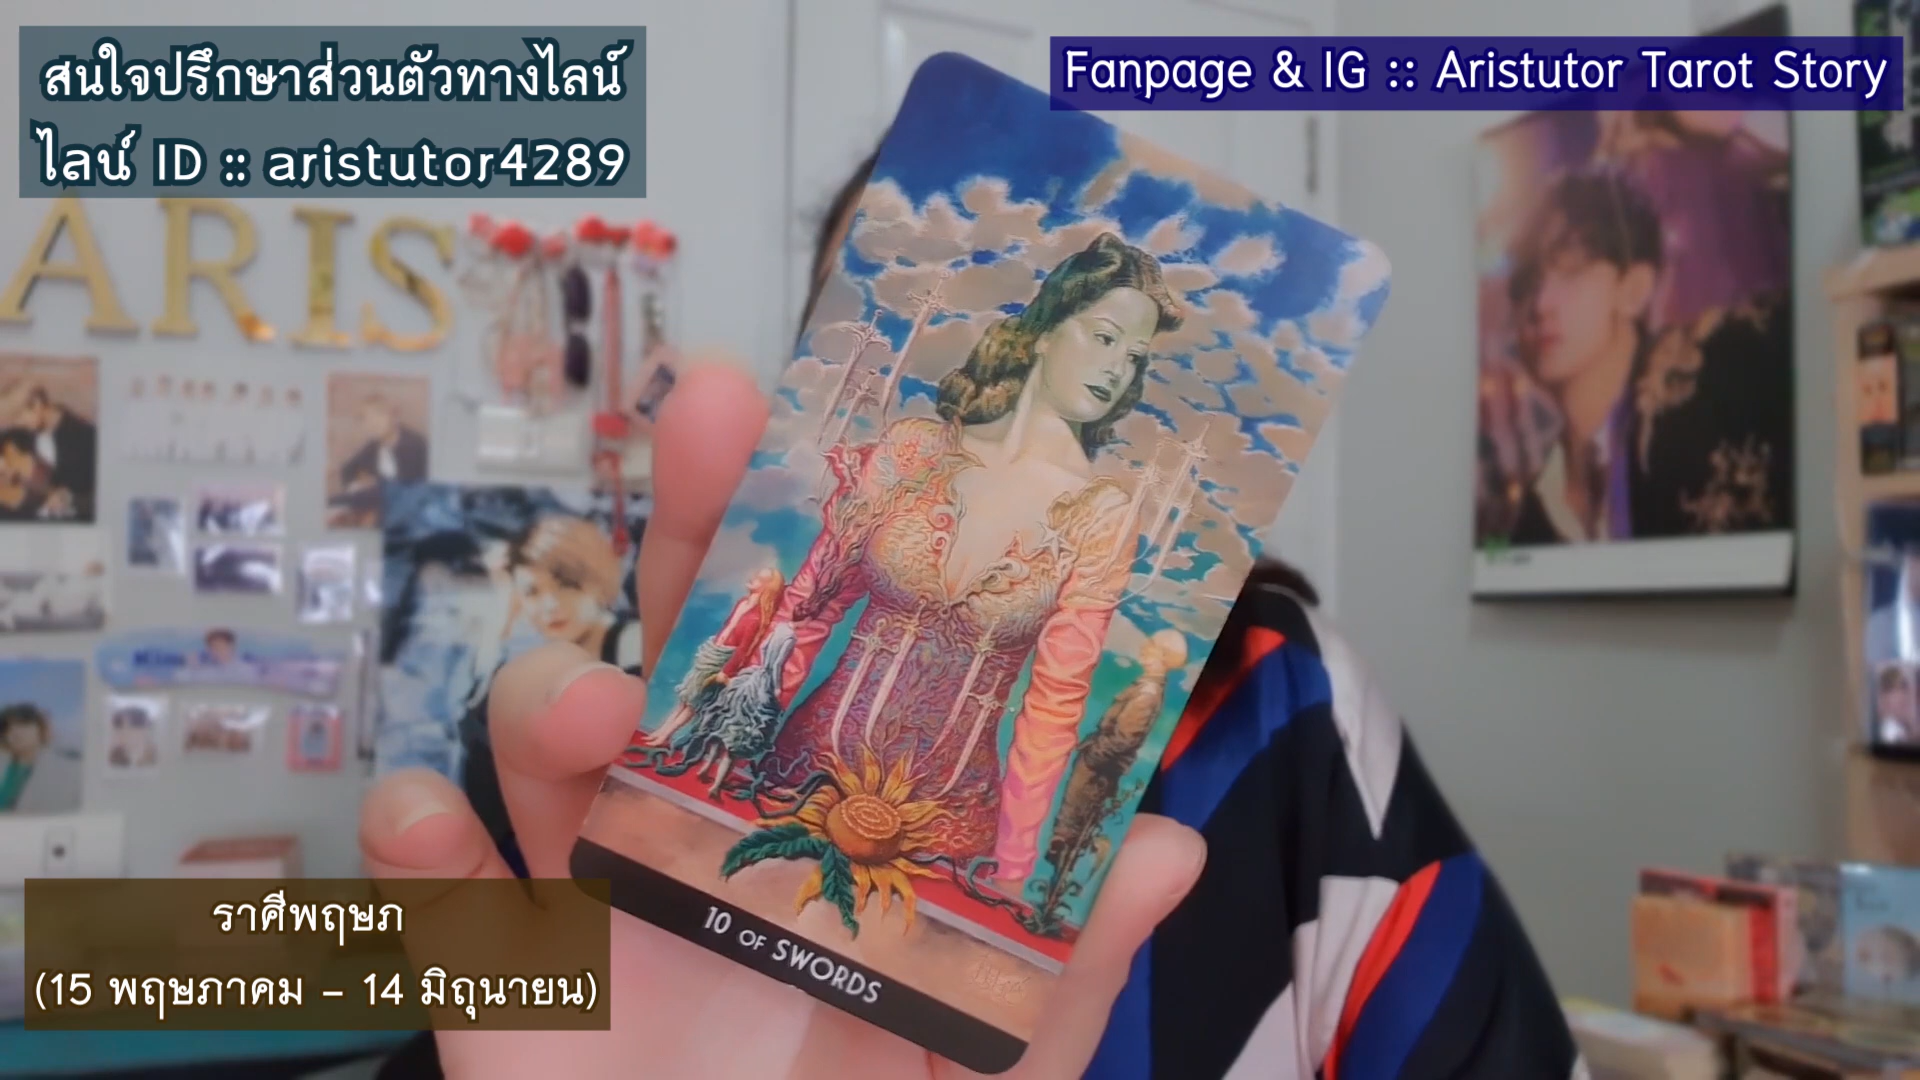 สนใจปรึกษาส่วนตัวทางไลน์
ไลน์ ID :: aristutor4289
Fanpage & IG :: Aristutor Tarot Story
ARIS
10 OF SWORDS
ราศีพฤษภ
(15 พฤษภาคม – 14 มิถุนายน)